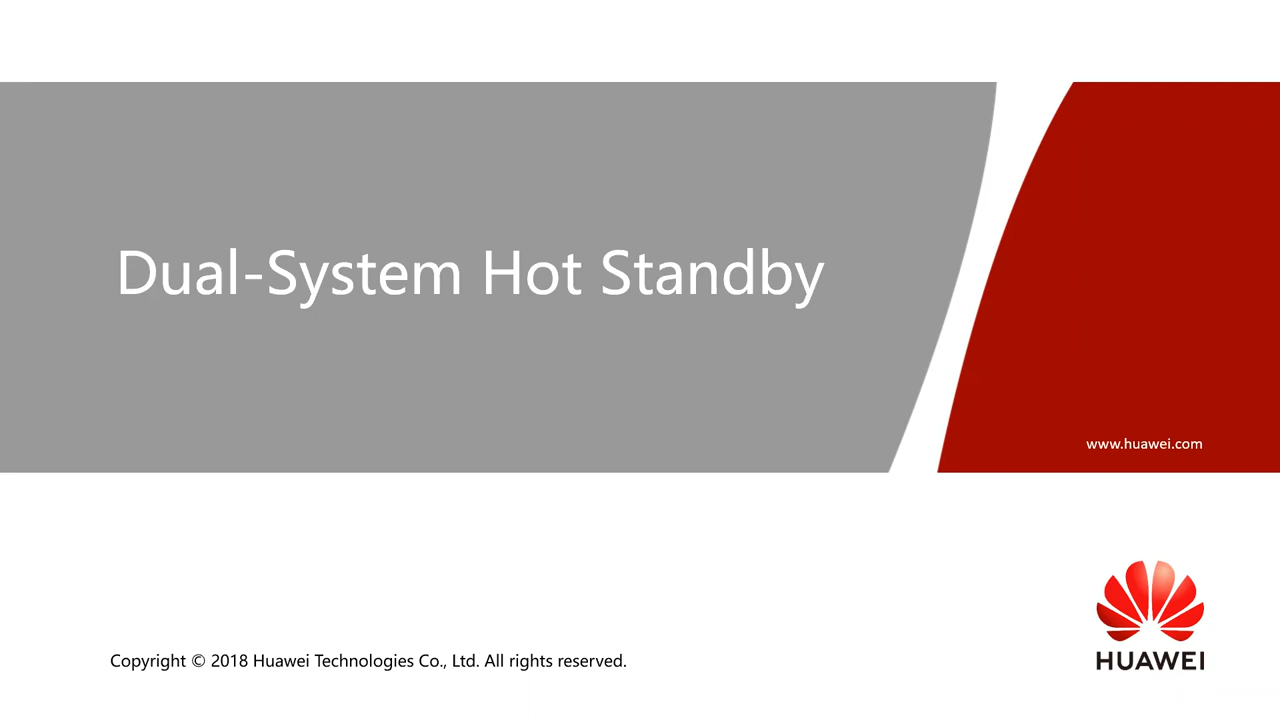 Dual-System Hot Standby
www.huawei.com
Copyright © 2018 Huawei Technologies Co., Ltd. All rights reserved.
HUAWEI